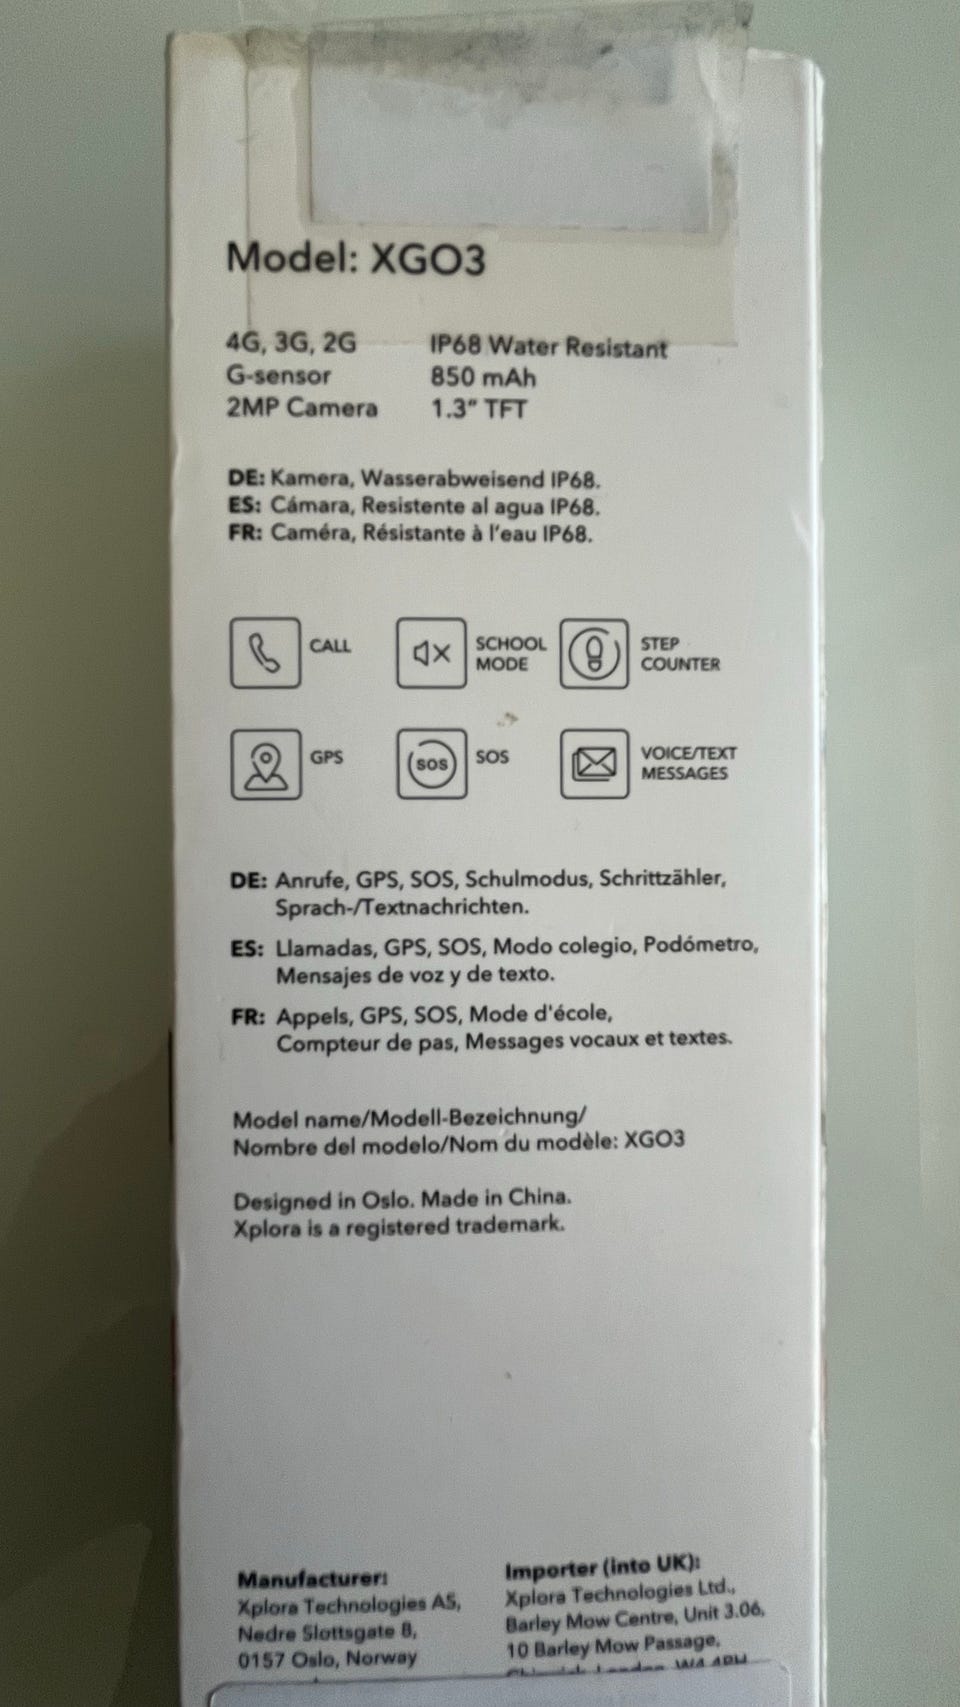 Model: XGO3
4G, 3G, 2G
G-sensor
2MP Camera
IP68 Water Resistant
850 mAh
1.3" TFT
DE: Kamera, Wasserabweisend IP68.
ES: Cámara, Resistente al agua IP68.
FR: Caméra, Résistante à l'eau IP68.
CALL
SCHOOL
MODE
STEP
COUNTER
GPS
SOS
SOS
VOICE/TEXT
MESSAGES
DE: Anrufe, GPS, SOS, Schulmodus, Schrittzähler,
Sprach-/Textnachrichten.
ES: Llamadas, GPS, SOS, Modo colegio, Podómetro,
Mensajes de voz y de texto.
FR: Appels, GPS, SOS, Mode d'école,
Compteur de pas, Messages vocaux et textes.
Model name/Modell-Bezeichnung/
Nombre del modelo/Nom du modèle: XGO3
Designed in Oslo. Made in China.
Xplora is a registered trademark.
Manufacturer:
Xplora Technologies AS,
Nedre Slottsgate 8,
0157 Oslo, Norway
Importer (into UK):
Xplora Technologies Ltd.,
Barley Mow Centre, Unit 3.06,
10 Barley Mow Passage,